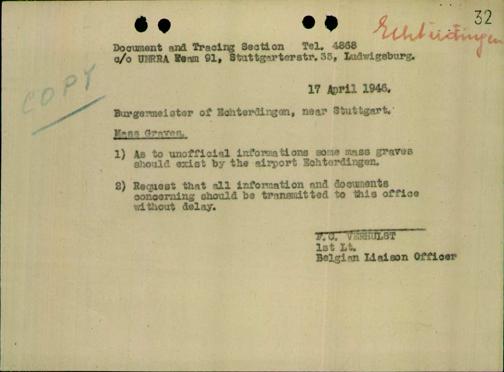 32
Echterdingen
Document and Tracing Section Tel. 4868
c/o UNRRA Team 91, Stuttgarterstr.35, Ludwigsburg.
COPY
17 April 1946.
Burgermeister of Echterdingen, near Stuttgart.
Mass Graves.
1) As to unofficial informations some mass graves
should exist by the airport Echterdingen.
2) Request that all information and documents
concerning should be transmitted to this office
without delay.
F.C. VERHULST
1st Lt.
Belgian Liaison Officer